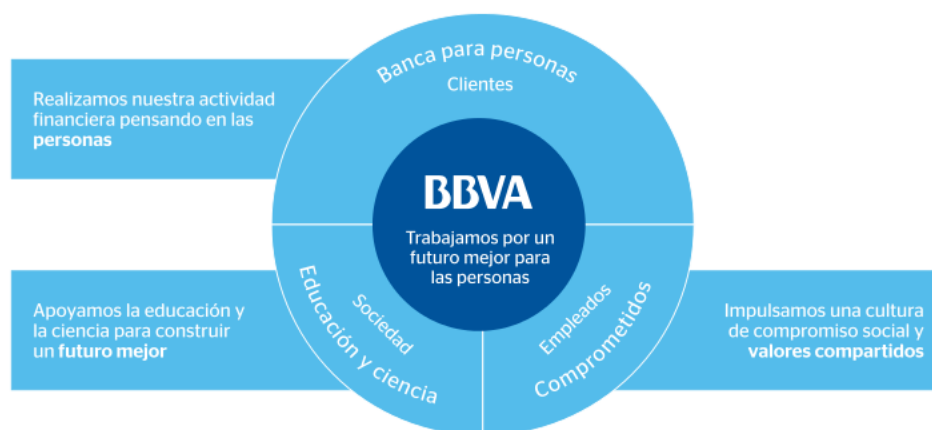 Banca para personas
Clientes
Realizamos nuestra actividad
financiera pensando en las
personas
BBVA
Trabajamos por un
futuro mejor para
las personas
Apoyamos la educación y
la ciencia para construir
un futuro mejor
Educación y ciencia
Sociedad
Empleados
Comprometidos
Impulsamos una cultura
de compromiso social y
valores compartidos